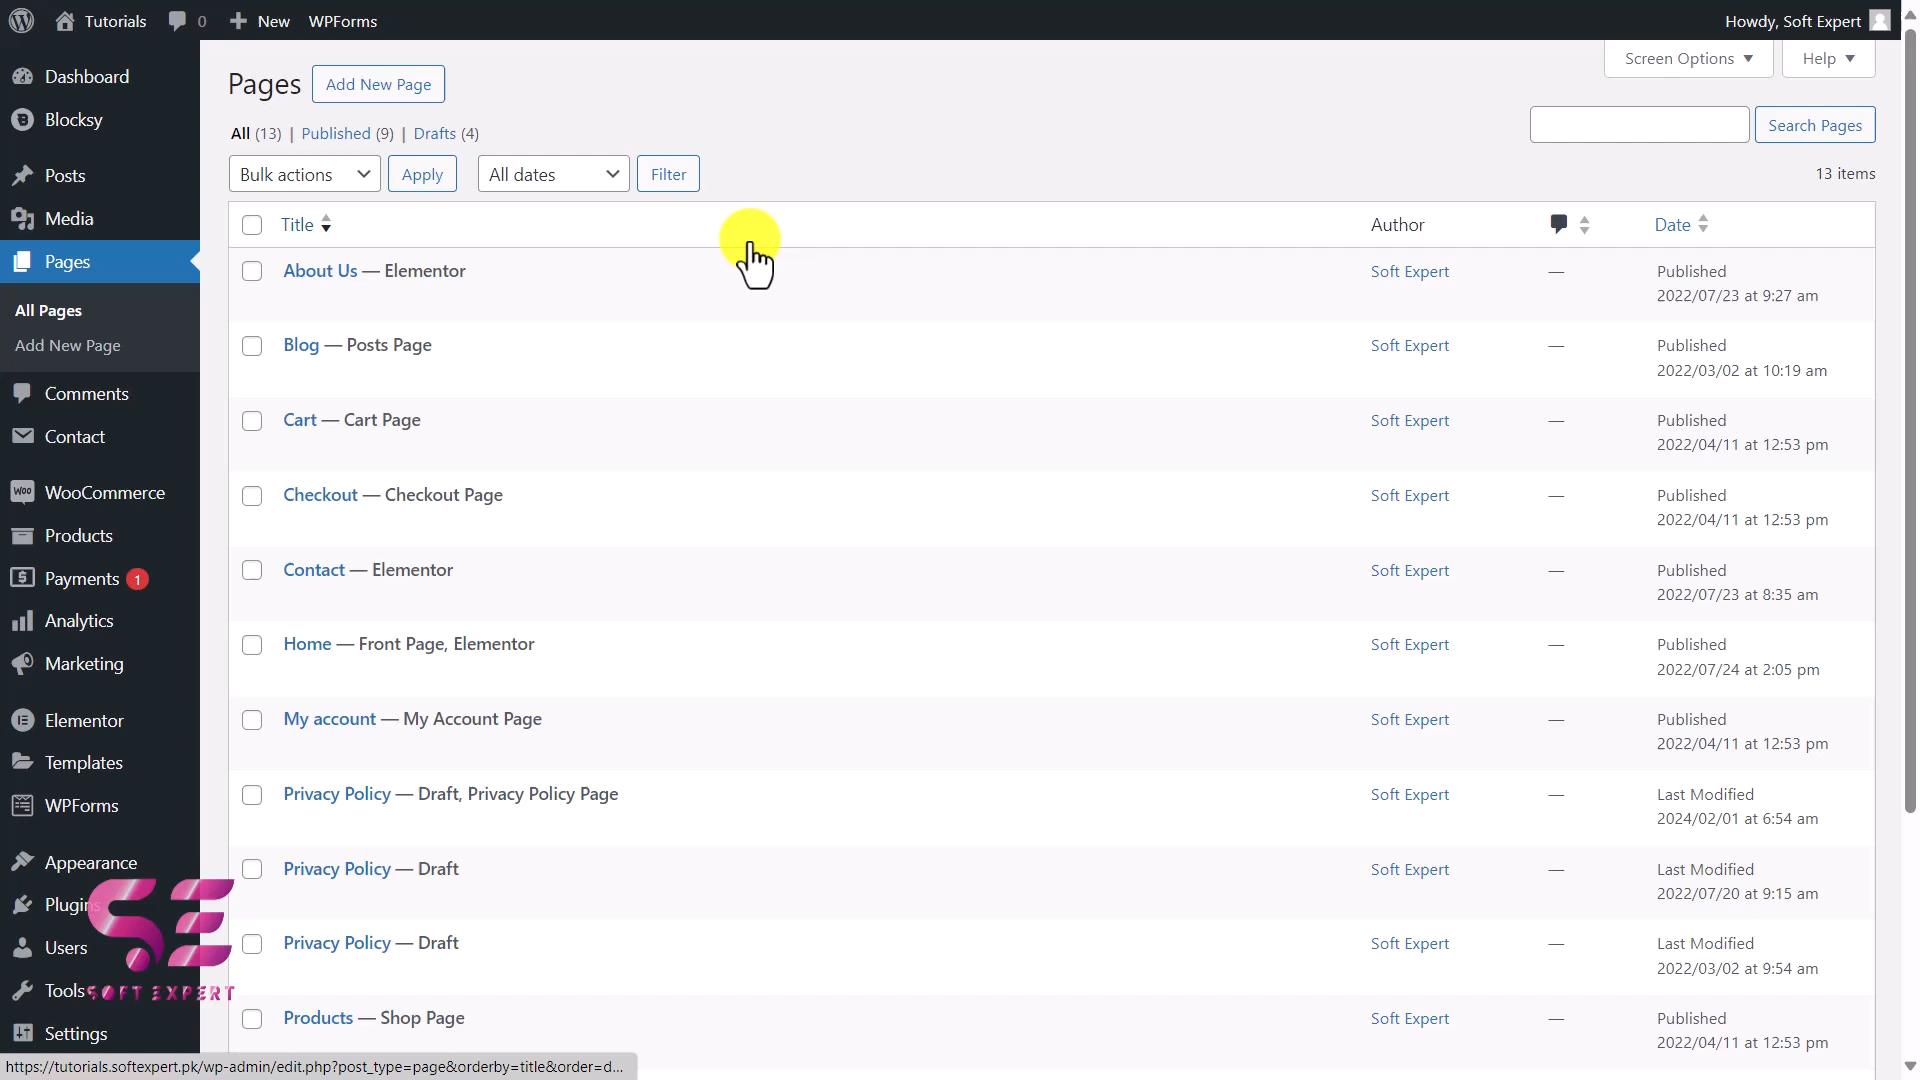 Tutorials 0 New WPForms Howdy, Soft Expert
Dashboard
Blocksy
Posts
Media
Pages
All Pages
Add New Page
Comments
Contact
WooCommerce
Products
Payments 1
Analytics
Marketing
Elementor
Templates
WPForms
Appearance
Plugins
Users
Tools
Settings
SE
SOFT EXPERT
Screen Options Help
Pages Add New Page
All (13) | Published (9) | Drafts (4)
Search Pages
Bulk actions Apply All dates Filter 13 items
Title Author Date
About Us — Elementor Soft Expert — Published
2022/07/23 at 9:27 am
Blog — Posts Page Soft Expert — Published
2022/03/02 at 10:19 am
Cart — Cart Page Soft Expert — Published
2022/04/11 at 12:53 pm
Checkout — Checkout Page Soft Expert — Published
2022/04/11 at 12:53 pm
Contact — Elementor Soft Expert — Published
2022/07/23 at 8:35 am
Home — Front Page, Elementor Soft Expert — Published
2022/07/24 at 2:05 pm
My account — My Account Page Soft Expert — Published
2022/04/11 at 12:53 pm
Privacy Policy — Draft, Privacy Policy Page Soft Expert — Last Modified
2024/02/01 at 6:54 am
Privacy Policy — Draft Soft Expert — Last Modified
2022/07/20 at 9:15 am
Privacy Policy — Draft Soft Expert — Last Modified
2022/03/02 at 9:54 am
Products — Shop Page Soft Expert — Published
2022/04/11 at 12:53 pm
https://tutorials.softexpert.pk/wp-admin/edit.php?post_type=page&orderby=title&order=d...